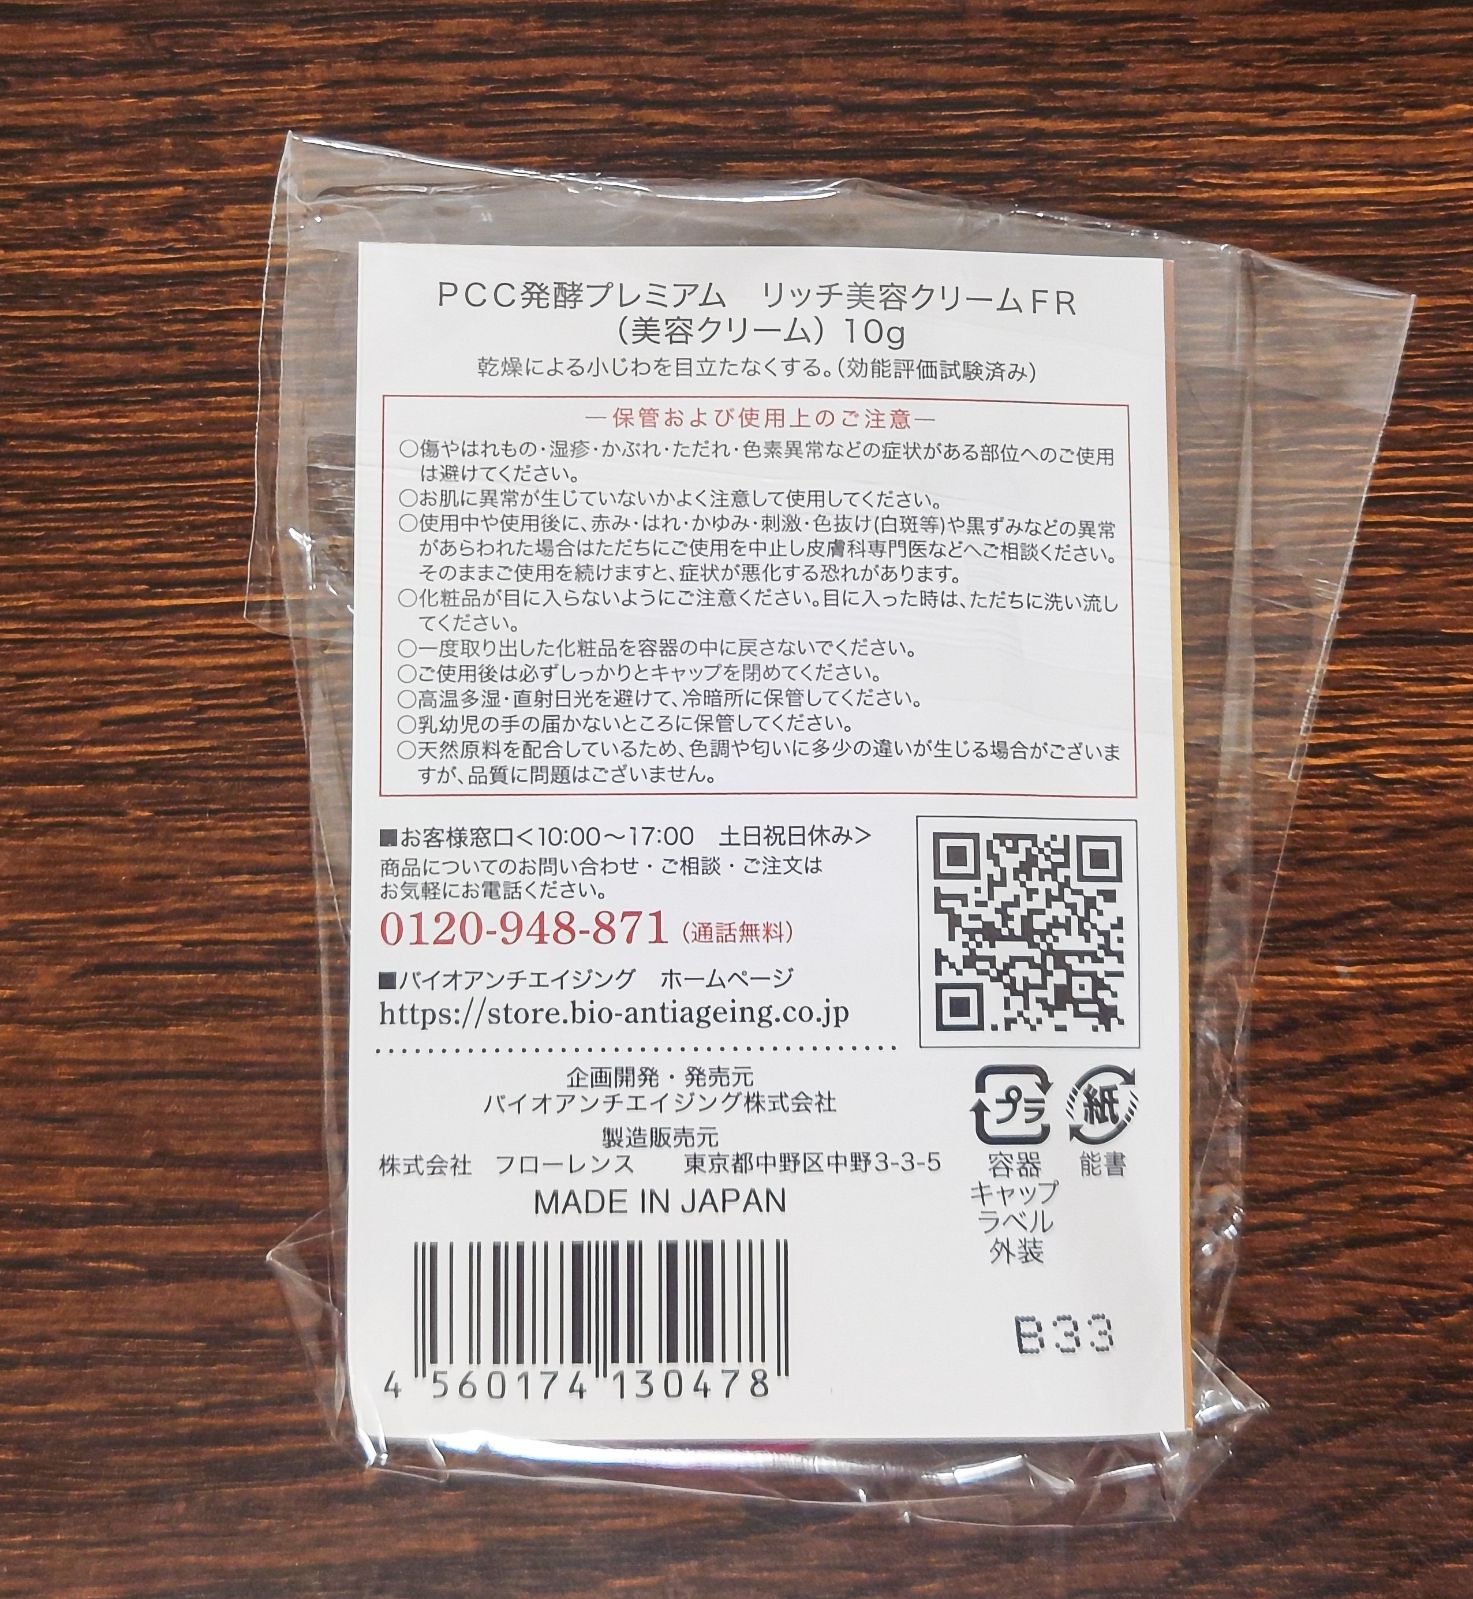 PCC発酵プレミアム　リッチ美容クリームFR
（美容クリーム）10g
乾燥による小じわを目立たなくする。（効能評価試験済み）
―保管および使用上のご注意―
○傷やはれもの・湿疹・かぶれ・ただれ・色素異常などの症状がある部位へのご使用
は避けてください。
○お肌に異常が生じていないかよく注意して使用してください。
○使用中や使用後に、赤み・はれ・かゆみ・刺激・色抜け(白斑等)や黒ずみなどの異常
があらわれた場合はただちにご使用を中止し皮膚科専門医などへご相談ください。
そのままご使用を続けますと、症状が悪化する恐れがあります。
○化粧品が目に入らないようにご注意ください。目に入った時は、ただちに洗い流し
てください。
○一度取り出した化粧品を容器の中に戻さないでください。
○ご使用後は必ずしっかりとキャップを閉めてください。
○高温多湿・直射日光を避けて、冷暗所に保管してください。
○乳幼児の手の届かないところに保管してください。
○天然原料を配合しているため、色調や匂いに多少の違いが生じる場合がございま
すが、品質に問題はございません。
■お客様窓口＜10:00～17:00　土日祝日休み＞
商品についてのお問い合わせ・ご相談・ご注文は
お気軽にお電話ください。
0120-948-871（通話無料）
■バイオアンチエイジング　ホームページ
https://store.bio-antiageing.co.jp
企画開発・発売元
バイオアンチエイジング株式会社
製造販売元
株式会社　フローレンス　　東京都中野区中野3-3-5
MADE IN JAPAN
プラ
容器
キャップ
ラベル
外装
紙
能書
B33
4 560174 130478